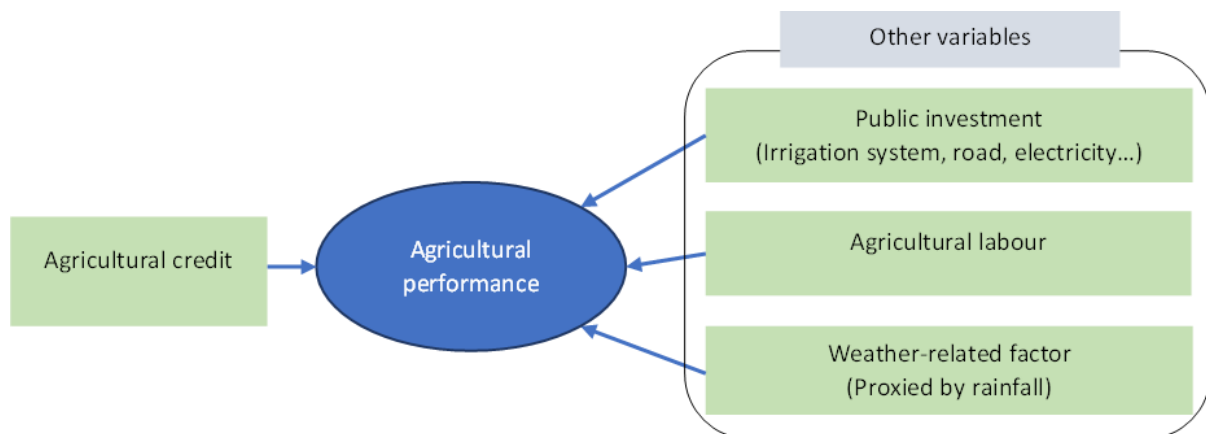 Other variables
Public investment
(Irrigation system, road, electricity…)
Agricultural credit
Agricultural
performance
Agricultural labour
Weather-related factor
(Proxied by rainfall)